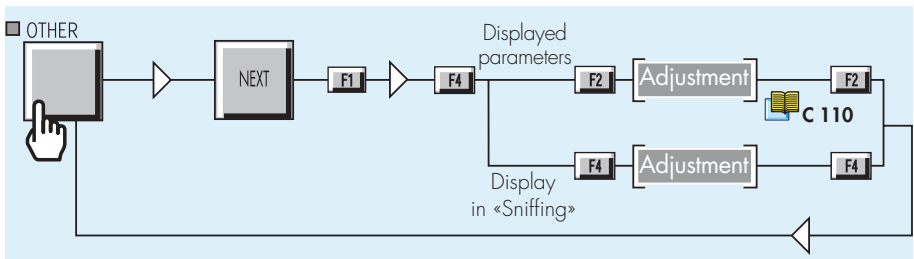 OTHER
Displayed
parameters
NEXT
F1
F4
F2
Adjustment
F2
C 110
F4
Adjustment
F4
Display
in «Sniffing»